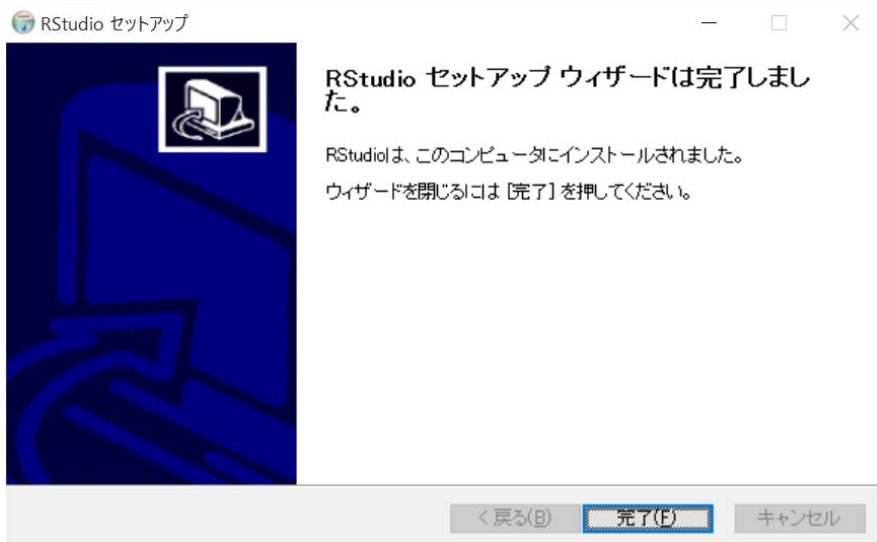 RStudio セットアップ
RStudio セットアップ ウィザードは完了しまし
た。
RStudioは、このコンピュータにインストールされました。
ウィザードを閉じるには [完了] を押してください。
< 戻る(B)
完了(F)
キャンセル